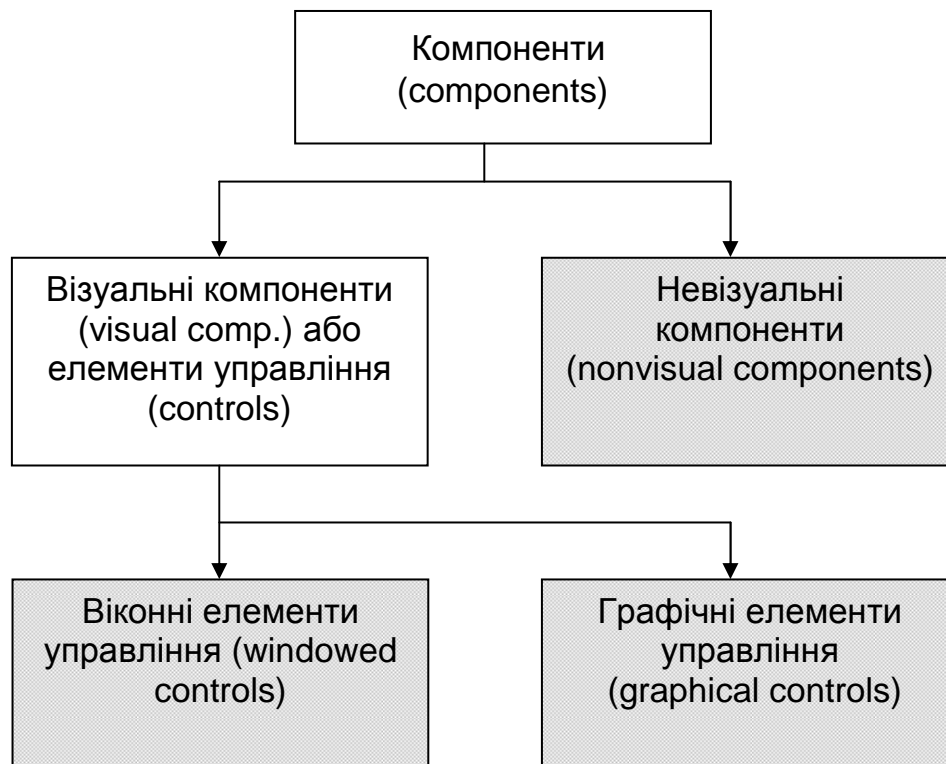 Компоненти
(components)
Візуальні компоненти
(visual comp.) або
елементи управління
(controls)
Невізуальні
компоненти
(nonvisual components)
Віконні елементи
управління (windowed
controls)
Графічні елементи
управління
(graphical controls)